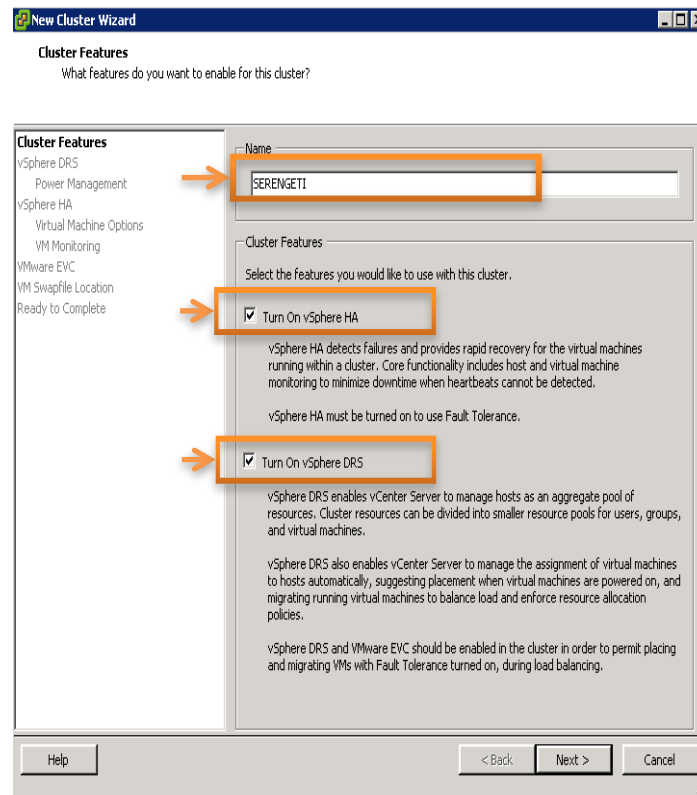 New Cluster Wizard
Cluster Features
What features do you want to enable for this cluster?
Cluster Features
vSphere DRS
Power Management
vSphere HA
Virtual Machine Options
VM Monitoring
VMware EVC
VM Swapfile Location
Ready to Complete
Name
SERENGETI
Cluster Features
Select the features you would like to use with this cluster.
Turn On vSphere HA
vSphere HA detects failures and provides rapid recovery for the virtual machines
running within a cluster. Core functionality includes host and virtual machine
monitoring to minimize downtime when heartbeats cannot be detected.
vSphere HA must be turned on to use Fault Tolerance.
Turn On vSphere DRS
vSphere DRS enables vCenter Server to manage hosts as an aggregate pool of
resources. Cluster resources can be divided into smaller resource pools for users, groups,
and virtual machines.
vSphere DRS also enables vCenter Server to manage the assignment of virtual machines
to hosts automatically, suggesting placement when virtual machines are powered on, and
migrating running virtual machines to balance load and enforce resource allocation
policies.
vSphere DRS and VMware EVC should be enabled in the cluster in order to permit placing
and migrating VMs with Fault Tolerance turned on, during load balancing.
Help
< Back
Next >
Cancel